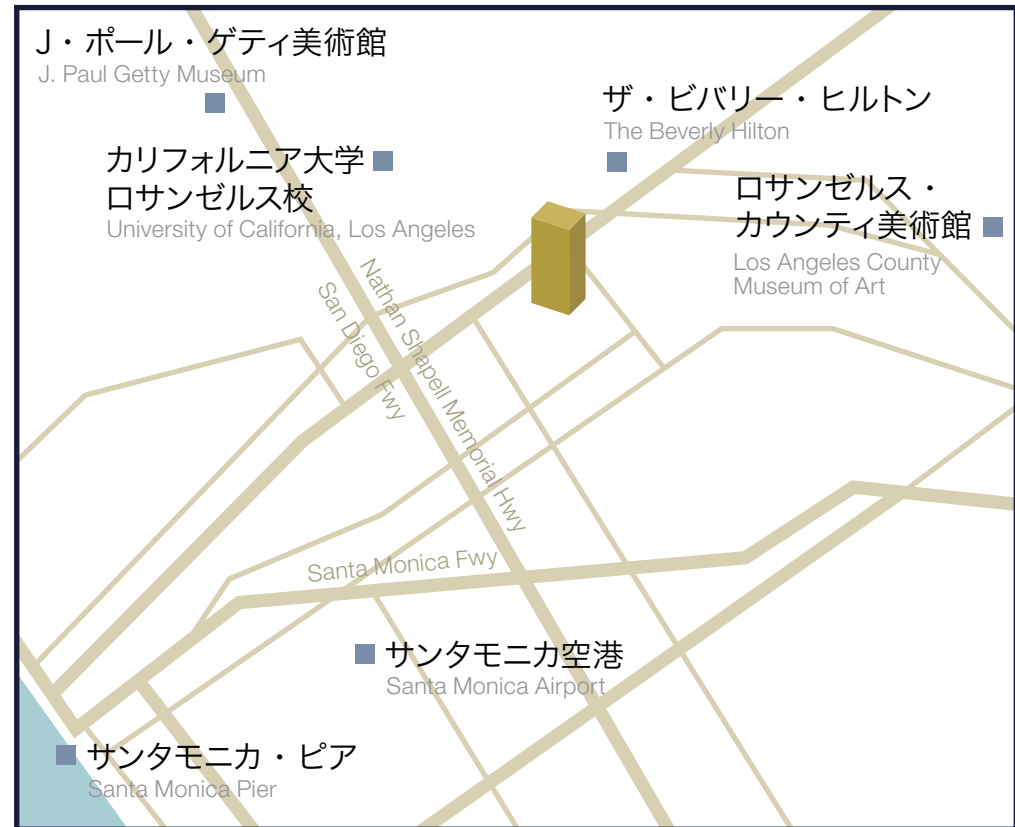 J・ポール・ゲティ美術館
J. Paul Getty Museum
ザ・ビバリー・ヒルトン
The Beverly Hilton
カリフォルニア大学
ロサンゼルス校
University of California, Los Angeles
ロサンゼルス・
カウンティ美術館
Los Angeles County
Museum of Art
Nathan Shapell Memorial Hwy
San Diego Fwy
Santa Monica Fwy
サンタモニカ空港
Santa Monica Airport
サンタモニカ・ピア
Santa Monica Pier